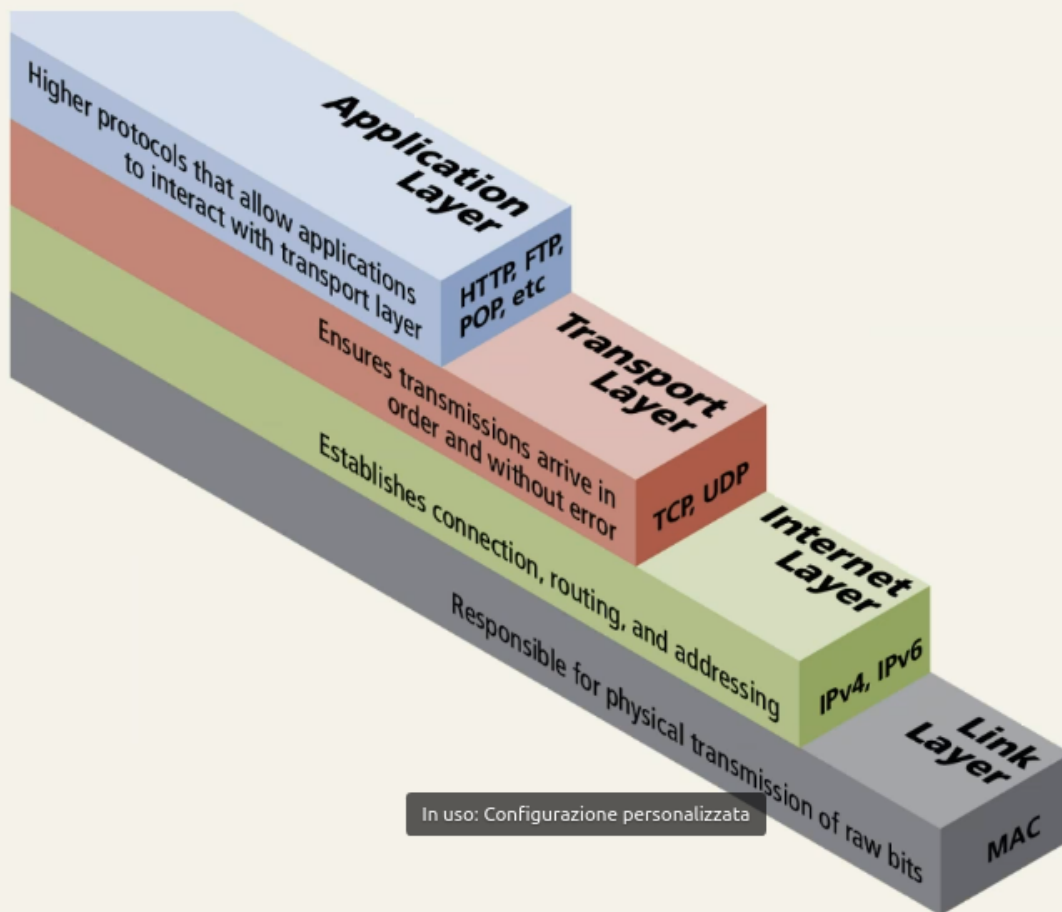 Application
Layer
Higher protocols that allow applications
to interact with transport layer
HTTP, FTP,
POP, etc
Transport
Layer
Ensures transmissions arrive in
order and without error
TCP, UDP
Internet
Layer
Establishes connection, routing, and addressing
IPv4, IPv6
Link
Layer
Responsible for physical transmission of raw bits
MAC
In uso: Configurazione personalizzata